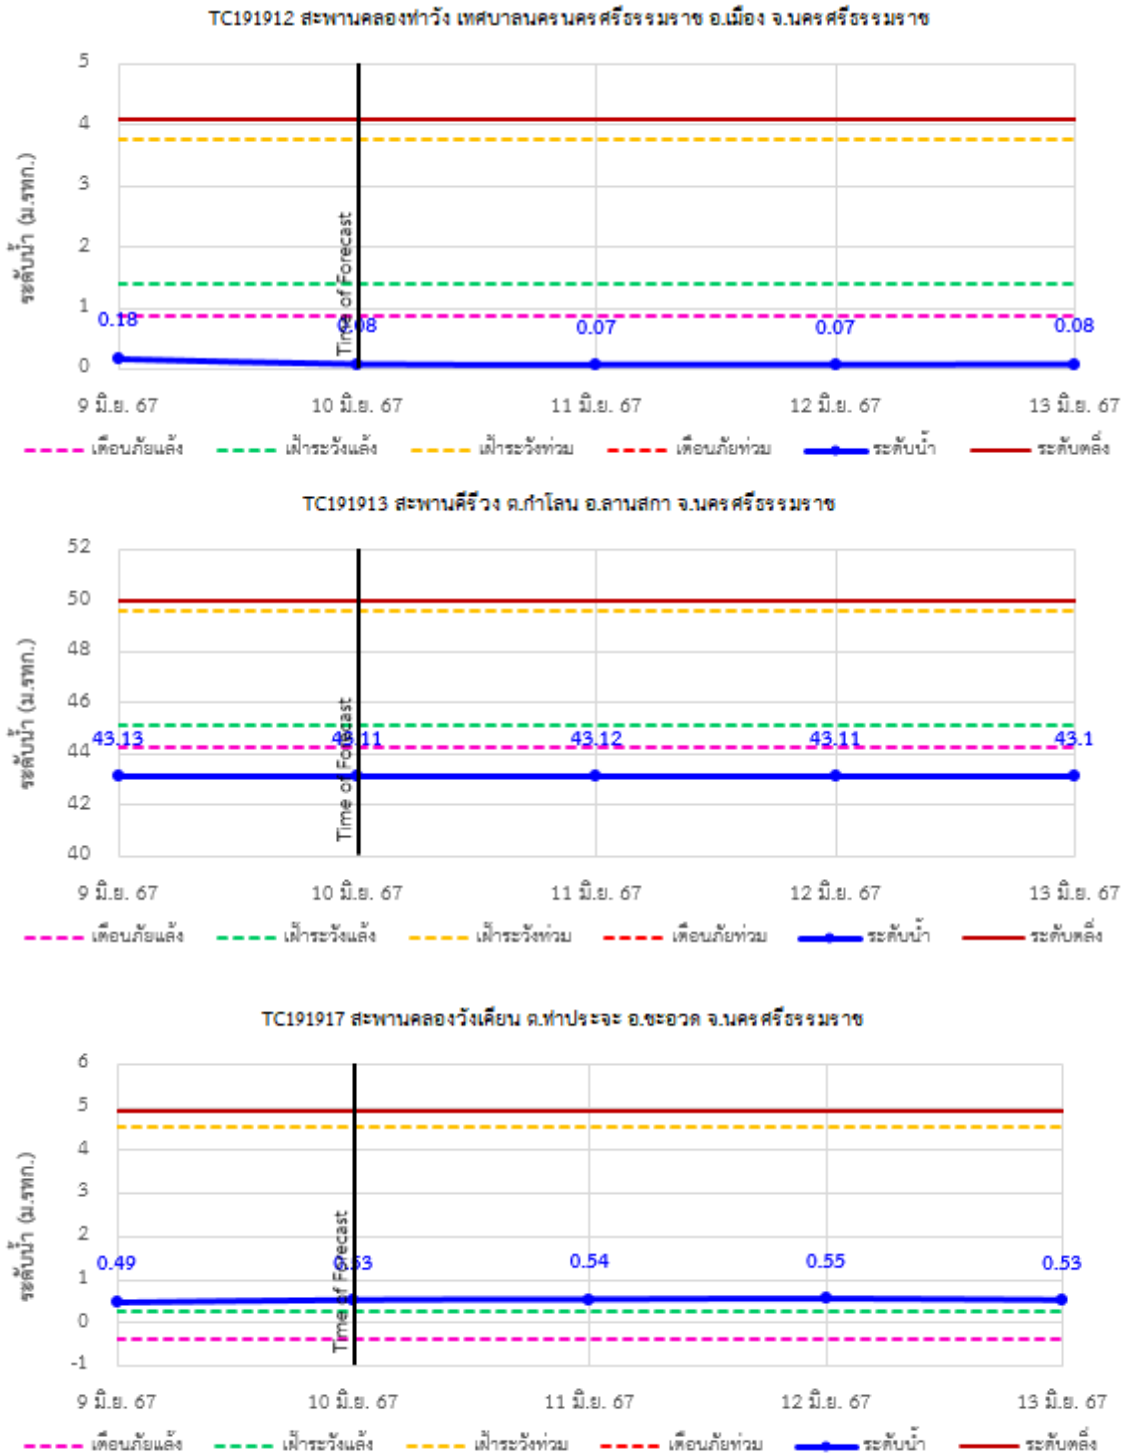 TC191912 สะพานคลองท่าวัง เทศบาลนครนครศรีธรรมราช อ.เมือง จ.นครศรีธรรมราช
ระดับน้ำ (ม.รทก.)
5
4
3
2
1
0
Time of Forecast
0.18
0.08
0.07
0.07
0.08
9 มิ.ย. 67
10 มิ.ย. 67
11 มิ.ย. 67
12 มิ.ย. 67
13 มิ.ย. 67
เตือนภัยแล้ง เฝ้าระวังแล้ง เฝ้าระวังท่วม เตือนภัยท่วม ระดับน้ำ ระดับตลิ่ง
TC191913 สะพานคีรีวง ต.กำโลน อ.ลานสกา จ.นครศรีธรรมราช
ระดับน้ำ (ม.รทก.)
52
50
48
46
44
42
40
Time of Forecast
43.13
43.11
43.12
43.11
43.1
9 มิ.ย. 67
10 มิ.ย. 67
11 มิ.ย. 67
12 มิ.ย. 67
13 มิ.ย. 67
เตือนภัยแล้ง เฝ้าระวังแล้ง เฝ้าระวังท่วม เตือนภัยท่วม ระดับน้ำ ระดับตลิ่ง
TC191917 สะพานคลองวังเคียน ต.ท่าประจะ อ.ชะอวด จ.นครศรีธรรมราช
ระดับน้ำ (ม.รทก.)
6
5
4
3
2
1
0
-1
Time of Forecast
0.49
0.53
0.54
0.55
0.53
9 มิ.ย. 67
10 มิ.ย. 67
11 มิ.ย. 67
12 มิ.ย. 67
13 มิ.ย. 67
เตือนภัยแล้ง เฝ้าระวังแล้ง เฝ้าระวังท่วม เตือนภัยท่วม ระดับน้ำ ระดับตลิ่ง